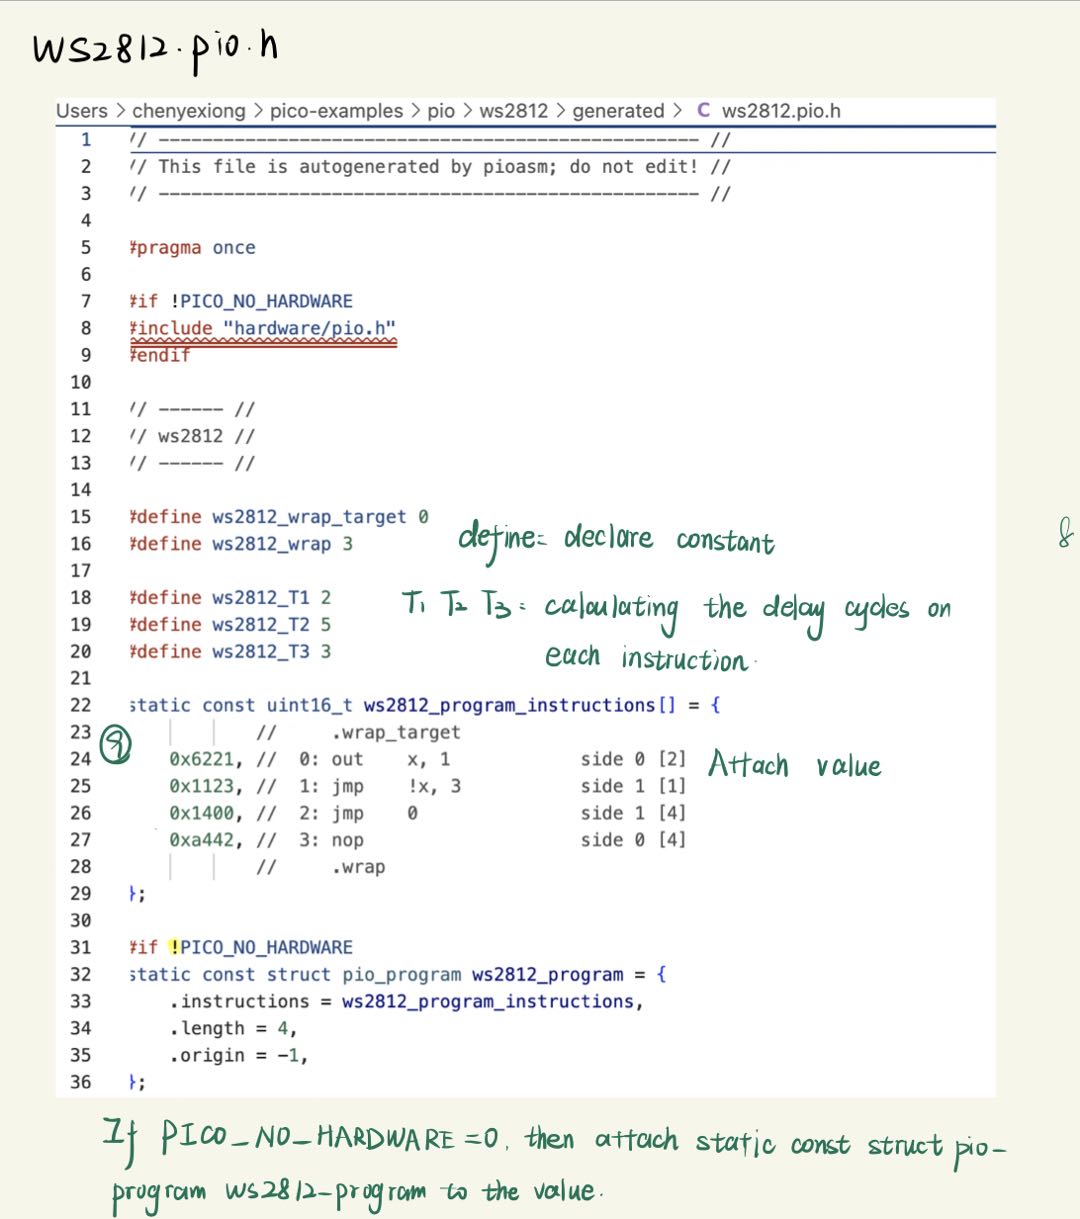 ws2812.pio.h
Users > chenyexiong > pico-examples > pio > ws2812 > generated > C ws2812.pio.h
1 // -------------------------------------------------- //
2 // This file is autogenerated by pioasm; do not edit! //
3 // -------------------------------------------------- //
4
5 #pragma once
6
7 #if !PICO_NO_HARDWARE
8 #include "hardware/pio.h"
9 #endif
10
11 // ------ //
12 // ws2812 //
13 // ------ //
14
15 #define ws2812_wrap_target 0
16 #define ws2812_wrap 3
define = declare constant
8
17
18 #define ws2812_T1 2
19 #define ws2812_T2 5
20 #define ws2812_T3 3
T1 T2 T3 : calculating the delay cycles on
each instruction.
21
22 static const uint16_t ws2812_program_instructions[] = {
23 // .wrap_target
24 0x6221, // 0: out x, 1 side 0 [2] Attach value
25 0x1123, // 1: jmp !x, 3 side 1 [1]
26 0x1400, // 2: jmp 0 side 1 [4]
27 0xa442, // 3: nop side 0 [4]
28 // .wrap
29 };
30
31 #if !PICO_NO_HARDWARE
32 static const struct pio_program ws2812_program = {
33 .instructions = ws2812_program_instructions,
34 .length = 4,
35 .origin = -1,
36 };
If PICO_NO_HARDWARE =0, then attach static const struct pio-
program ws2812-program to the value.